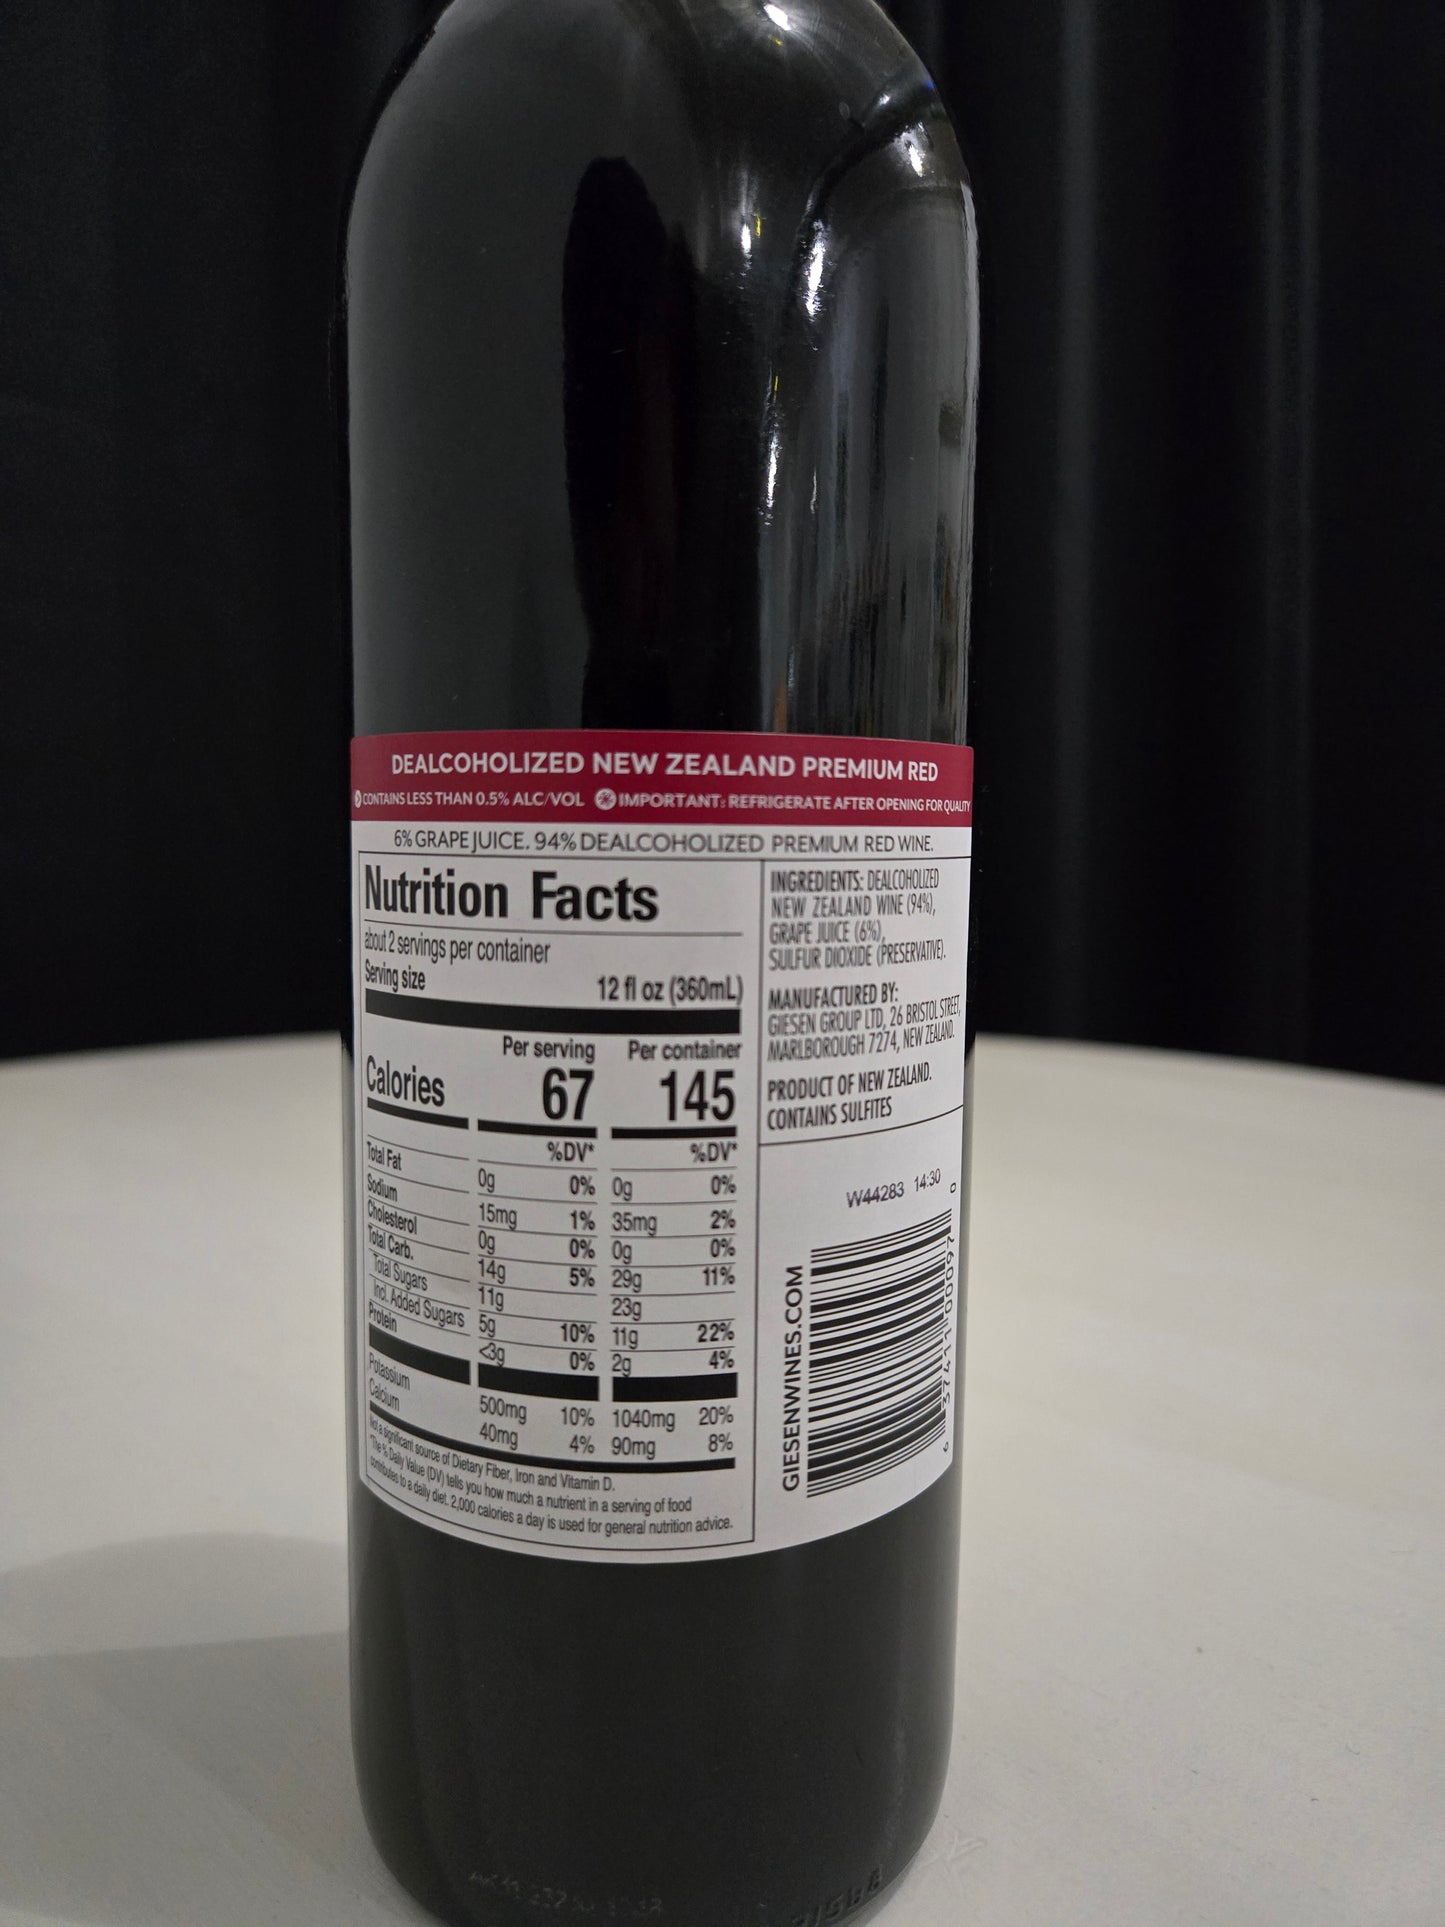 DEALCOHOLIZED NEW ZEALAND PREMIUM RED
CONTAINS LESS THAN 0.5% ALC/VOL IMPORTANT: REFRIGERATE AFTER OPENING FOR QUALITY
6% GRAPE JUICE. 94% DEALCOHOLIZED PREMIUM RED WINE.
Nutrition Facts
about 2 servings per container
Serving size 12 fl oz (360mL)
Per serving Per container
Calories 67 145
%DV* %DV*
Total Fat 0g 0% 0g 0%
Sodium 15mg 1% 35mg 2%
Cholesterol 0g 0% 0g 0%
Total Carb. 14g 5% 29g 11%
Total Sugars 11g 23g
Incl. Added Sugars 5g 10% 11g 22%
Protein <3g 0% 2g 4%
Potassium 500mg 10% 1040mg 20%
Calcium 40mg 4% 90mg 8%
Not a significant source of Dietary Fiber, Iron and Vitamin D.
*The % Daily Value (DV) tells you how much a nutrient in a serving of food
contributes to a daily diet. 2,000 calories a day is used for general nutrition advice.
INGREDIENTS: DEALCOHOLIZED
NEW ZEALAND WINE (94%),
GRAPE JUICE (6%),
SULFUR DIOXIDE (PRESERVATIVE).
MANUFACTURED BY:
GIESEN GROUP LTD, 26 BRISTOL STREET,
MARLBOROUGH 7274, NEW ZEALAND.
PRODUCT OF NEW ZEALAND.
CONTAINS SULFITES
W44283 14:30
GIESENWINES.COM